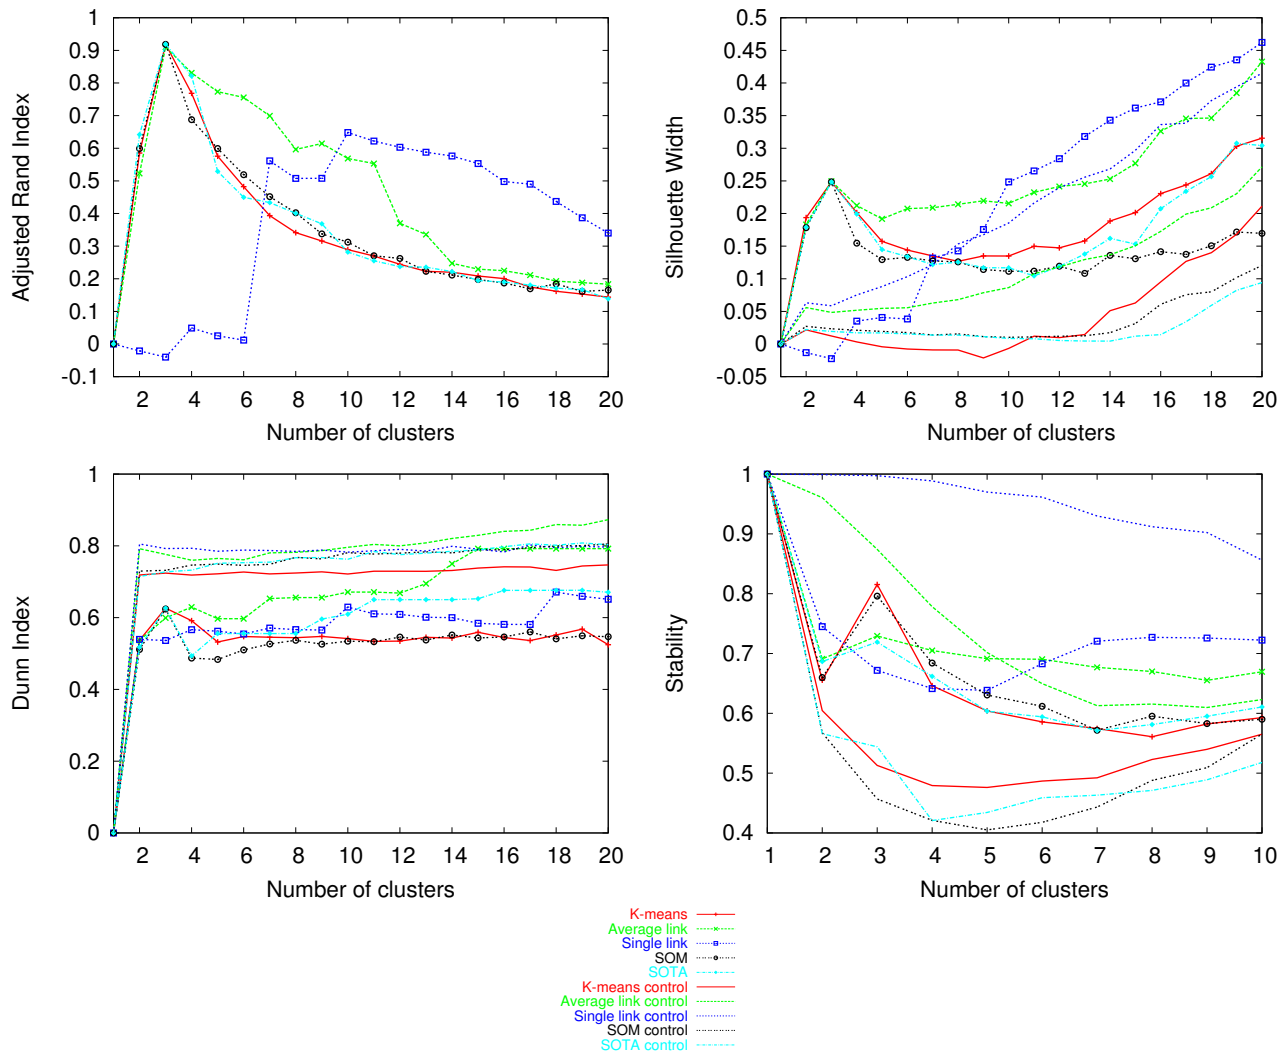 1
0.9
0.8
0.7
0.6
0.5
0.4
0.3
0.2
0.1
0
-0.1
Adjusted Rand Index
2 4 6 8 10 12 14 16 18 20
Number of clusters
0.5
0.45
0.4
0.35
0.3
0.25
0.2
0.15
0.1
0.05
0
-0.05
Silhouette Width
2 4 6 8 10 12 14 16 18 20
Number of clusters
1
0.8
0.6
0.4
0.2
0
Dunn Index
2 4 6 8 10 12 14 16 18 20
Number of clusters
1
0.9
0.8
0.7
0.6
0.5
0.4
Stability
1 2 3 4 5 6 7 8 9 10
Number of clusters
K-means
Average link
Single link
SOM
SOTA
K-means control
Average link control
Single link control
SOM control
SOTA control